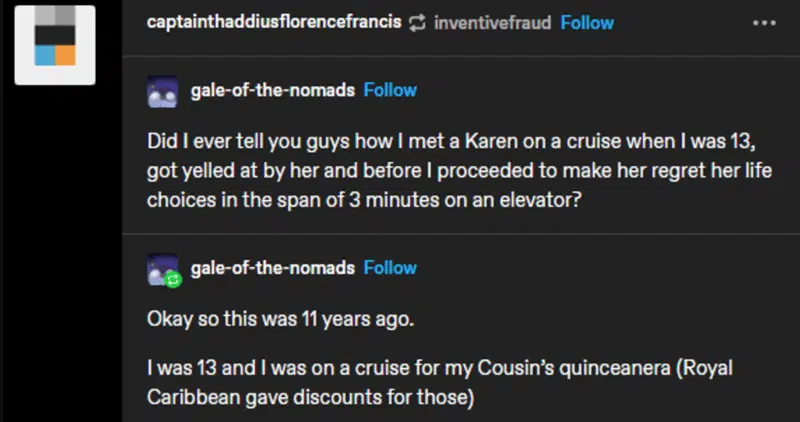 captainthaddiusflorencefrancis inventivefraud Follow
gale-of-the-nomads Follow
Did I ever tell you guys how I met a Karen on a cruise when I was 13,
got yelled at by her and before I proceeded to make her regret her life
choices in the span of 3 minutes on an elevator?
gale-of-the-nomads Follow
Okay so this was 11 years ago.
I was 13 and I was on a cruise for my Cousin's quinceanera (Royal
Caribbean gave discounts for those)